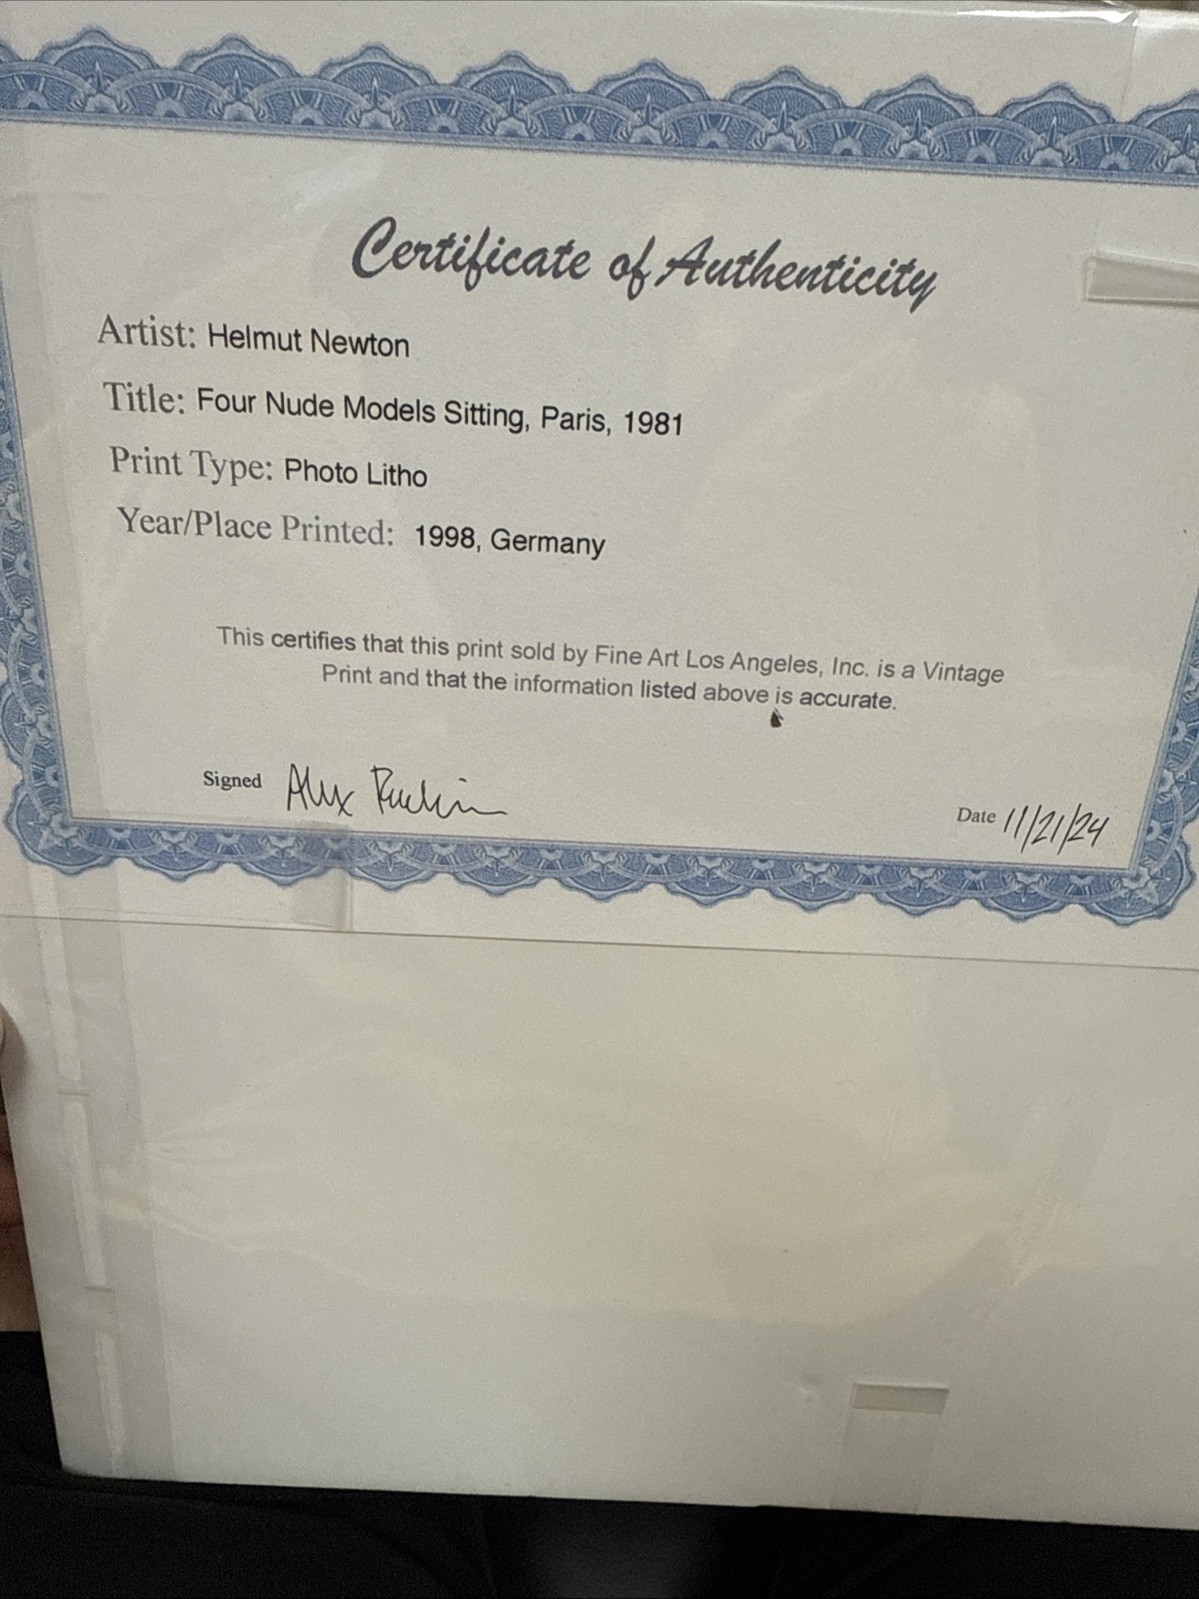 Certificate of Authenticity
Artist: Helmut Newton
Title: Four Nude Models Sitting, Paris, 1981
Print Type: Photo Litho
Year/Place Printed: 1998, Germany
This certifies that this print sold by Fine Art Los Angeles, Inc. is a Vintage
Print and that the information listed above is accurate.
Signed Alex
Date 11/21/24